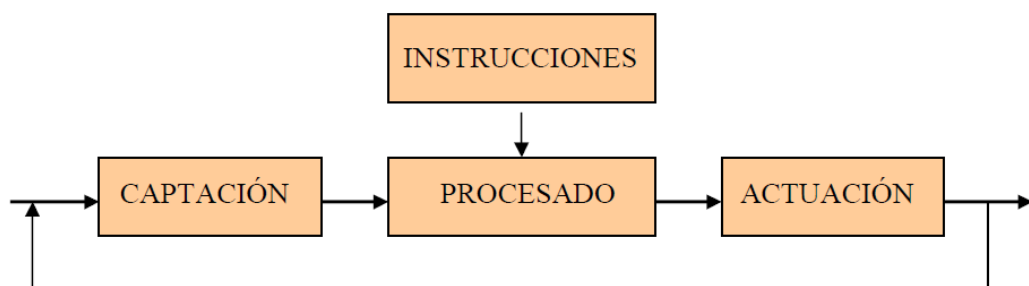 INSTRUCCIONES
CAPTACIÓN
PROCESADO
ACTUACIÓN